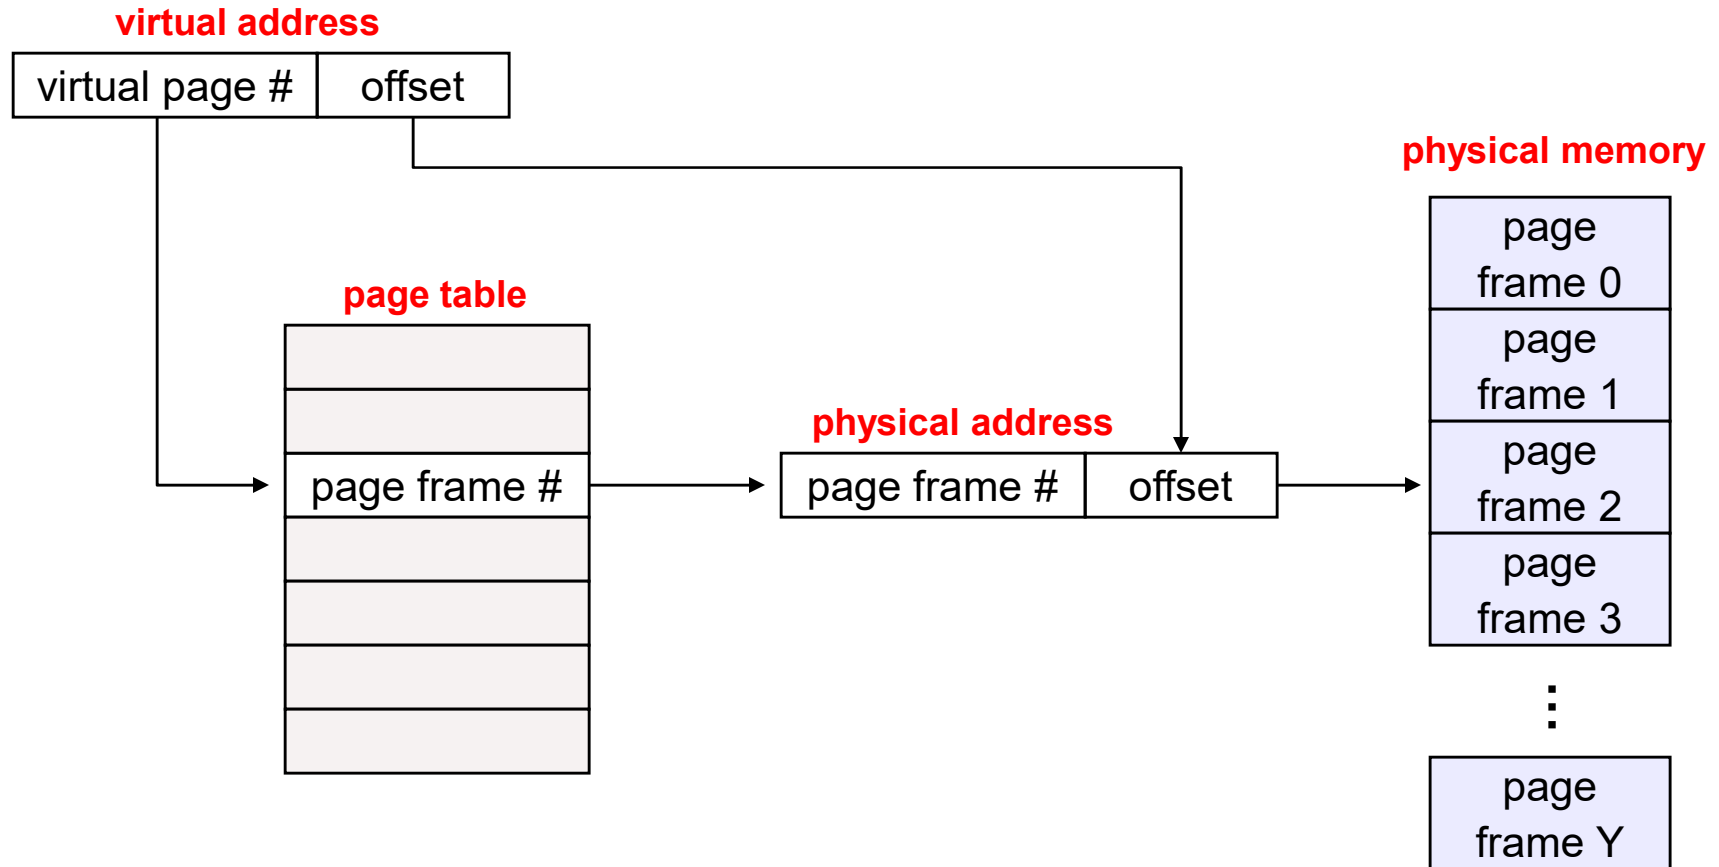 virtual address
virtual page #
offset
physical memory
page
frame 0
page
frame 1
page
frame 2
page
frame 3
page
frame Y
page table
page frame #
physical address
page frame #
offset